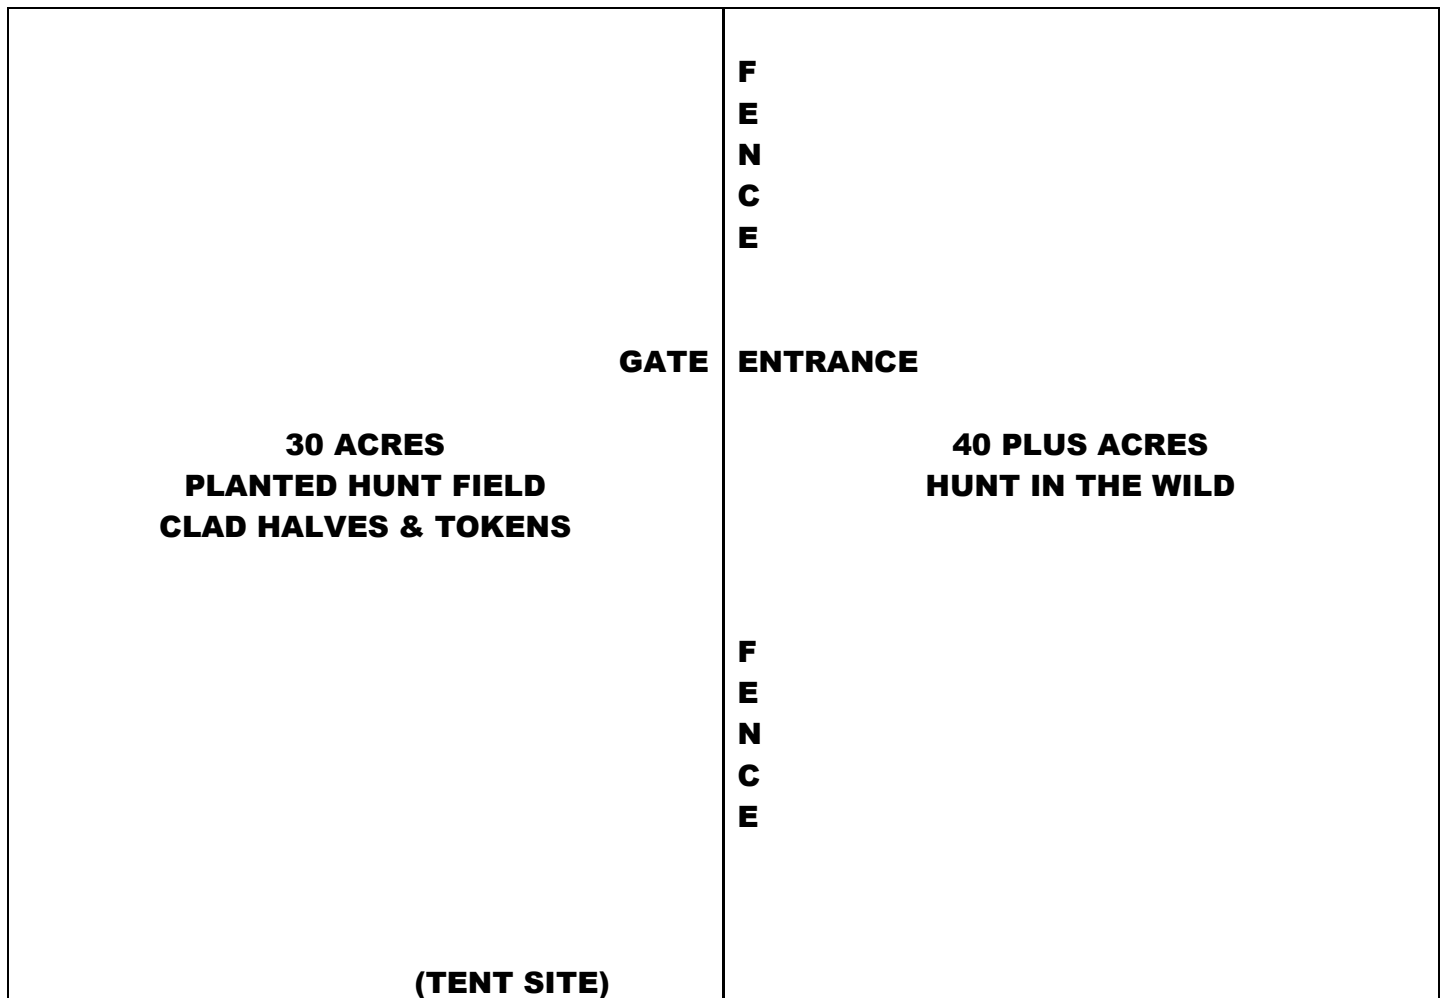 F
E
N
C
E
GATE ENTRANCE
30 ACRES
PLANTED HUNT FIELD
CLAD HALVES & TOKENS
40 PLUS ACRES
HUNT IN THE WILD
F
E
N
C
E
(TENT SITE)